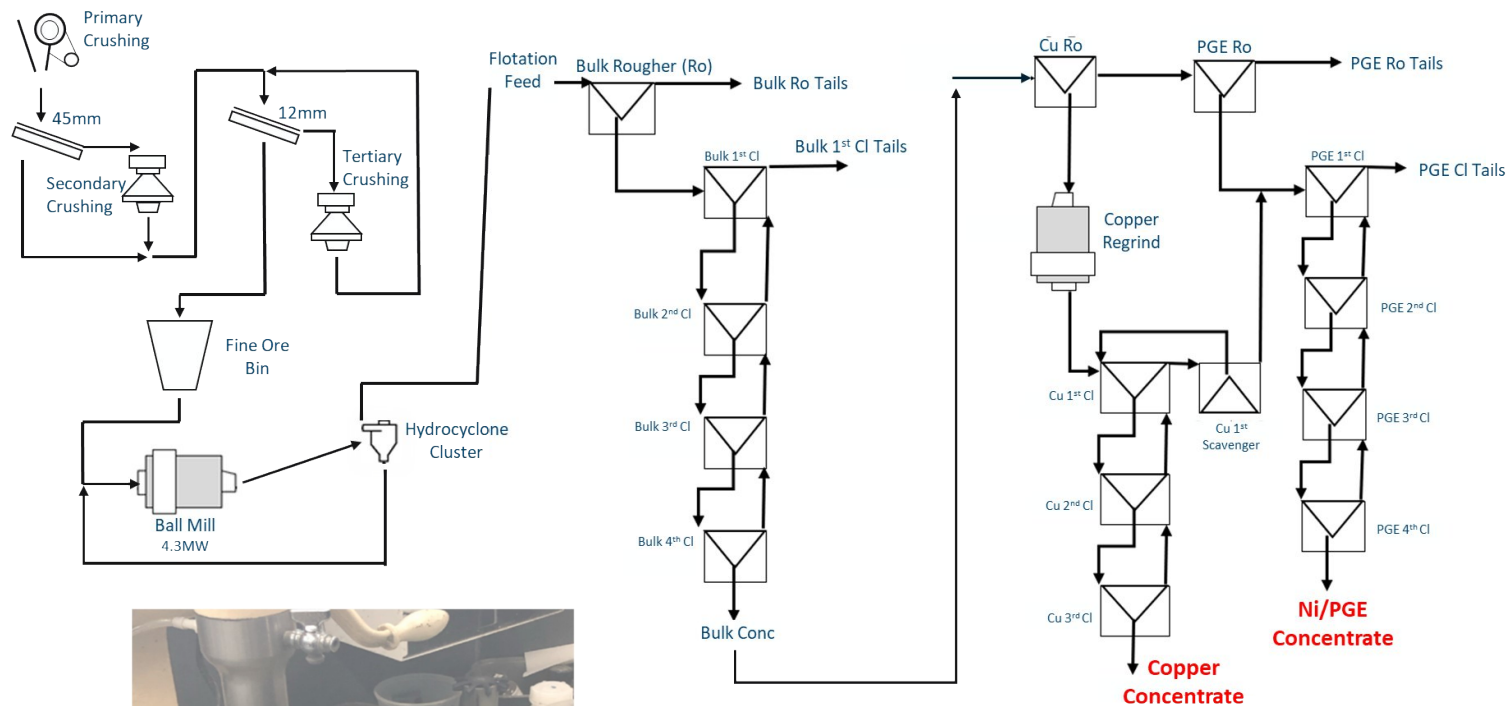 Primary
Crushing
45mm
Secondary
Crushing
12mm
Tertiary
Crushing
Fine Ore
Bin
Ball Mill
4.3MW
Hydrocyclone
Cluster
Flotation
Feed
Bulk Rougher (Ro)
Bulk Ro Tails
Bulk 1st Cl
Bulk 1st Cl Tails
Bulk 2nd Cl
Bulk 3rd Cl
Bulk 4th Cl
Bulk Conc
Cu Ro
PGE Ro
PGE Ro Tails
Copper
Regrind
Cu 1st Cl
Cu 1st
Scavenger
Cu 2nd Cl
Cu 3rd Cl
Copper
Concentrate
PGE 1st Cl
PGE Cl Tails
PGE 2nd Cl
PGE 3rd Cl
PGE 4th Cl
Ni/PGE
Concentrate